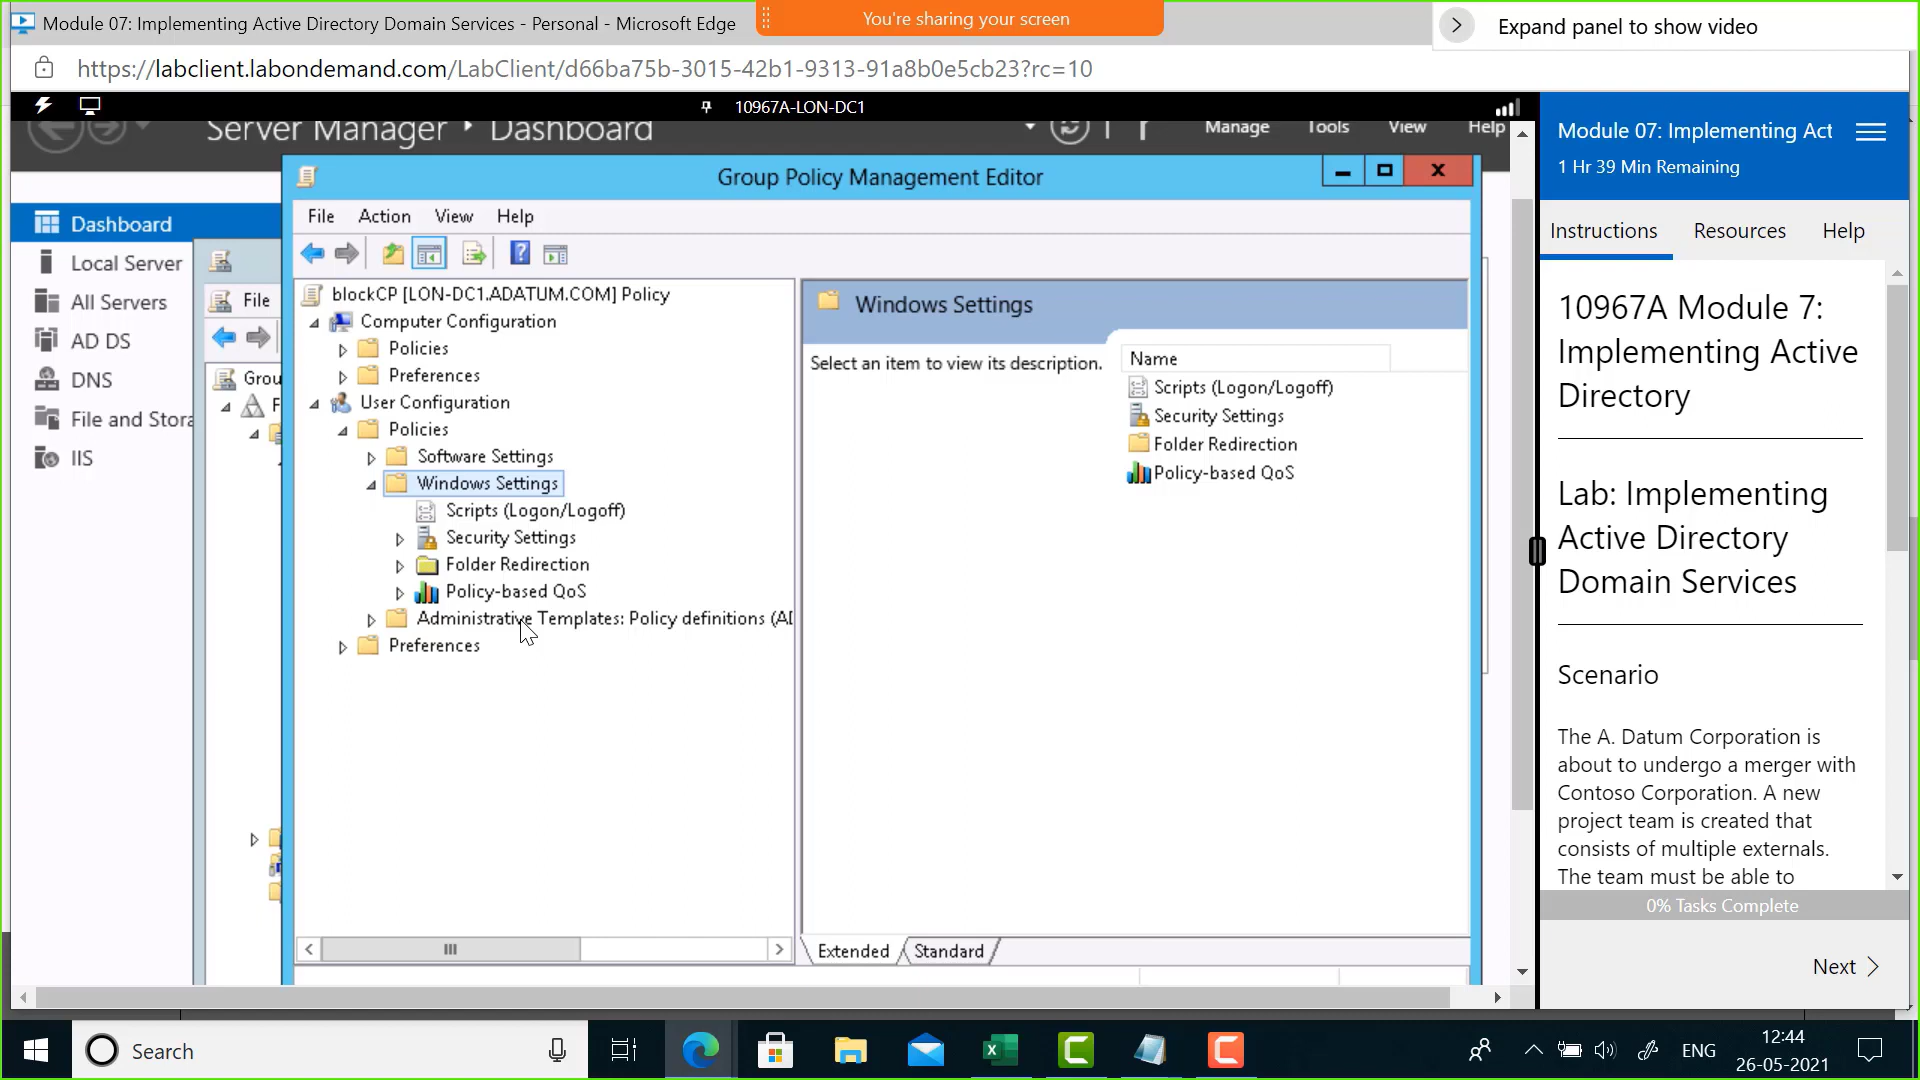 Module 07: Implementing Active Directory Domain Services - Personal - Microsoft Edge
You're sharing your screen
Expand panel to show video
https://labclient.labondemand.com/LabClient/d66ba75b-3015-42b1-9313-91a8b0e5cb23?rc=10
10967A-LON-DC1
Server Manager
Dashboard
Manage
Tools
View
Help
Dashboard
Local Server
All Servers
AD DS
DNS
File and Stora
IIS
File
Grou
F
Group Policy Management Editor
File Action View Help
blockCP [LON-DC1.ADATUM.COM] Policy
Computer Configuration
Policies
Preferences
User Configuration
Policies
Software Settings
Windows Settings
Scripts (Logon/Logoff)
Security Settings
Folder Redirection
Policy-based QoS
Administrative Templates: Policy definitions (AD
Preferences
Windows Settings
Select an item to view its description.
Name
Scripts (Logon/Logoff)
Security Settings
Folder Redirection
Policy-based QoS
Extended
Standard
Module 07: Implementing Act
1 Hr 39 Min Remaining
Instructions
Resources
Help
10967A Module 7:
Implementing Active
Directory
Lab: Implementing
Active Directory
Domain Services
Scenario
The A. Datum Corporation is
about to undergo a merger with
Contoso Corporation. A new
project team is created that
consists of multiple externals.
The team must be able to
0% Tasks Complete
Next
Search
ENG
12:44
26-05-2021